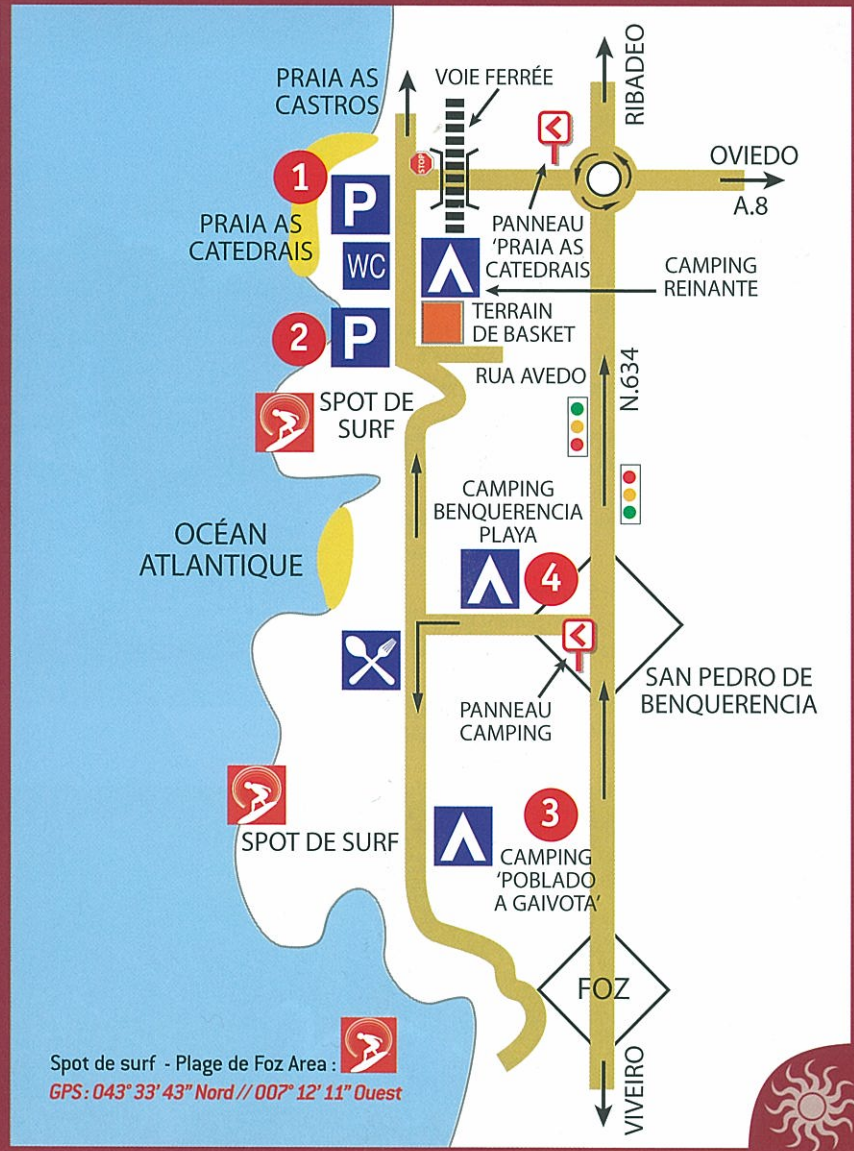 PRAIA AS
CASTROS
VOIE FERRÉE
RIBADEO
STOP
OVIEDO
A.8
1
P
PRAIA AS
CATEDRAIS
WC
PANNEAU
'PRAIA AS
CATEDRAIS
CAMPING
REINANTE
2
P
TERRAIN
DE BASKET
RUA AVEDO
N.634
SPOT DE
SURF
CAMPING
BENQUERENCIA
PLAYA
OCÉAN
ATLANTIQUE
4
SAN PEDRO DE
BENQUERENCIA
PANNEAU
CAMPING
SPOT DE SURF
3
CAMPING
'POBLADO
A GAIVOTA'
FOZ
VIVEIRO
Spot de surf - Plage de Foz Area :
GPS : 043° 33' 43" Nord // 007° 12' 11" Ouest